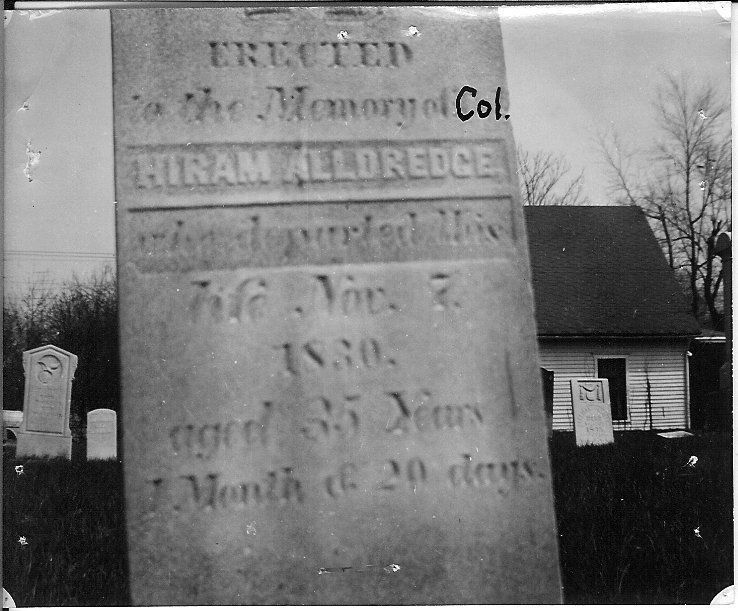 ERECTED
to the Memory of Col.
HIRAM ALLDREDGE,
who departed this
life Nov. 7.
1850.
aged 35 Years
1 Month & 20 days.